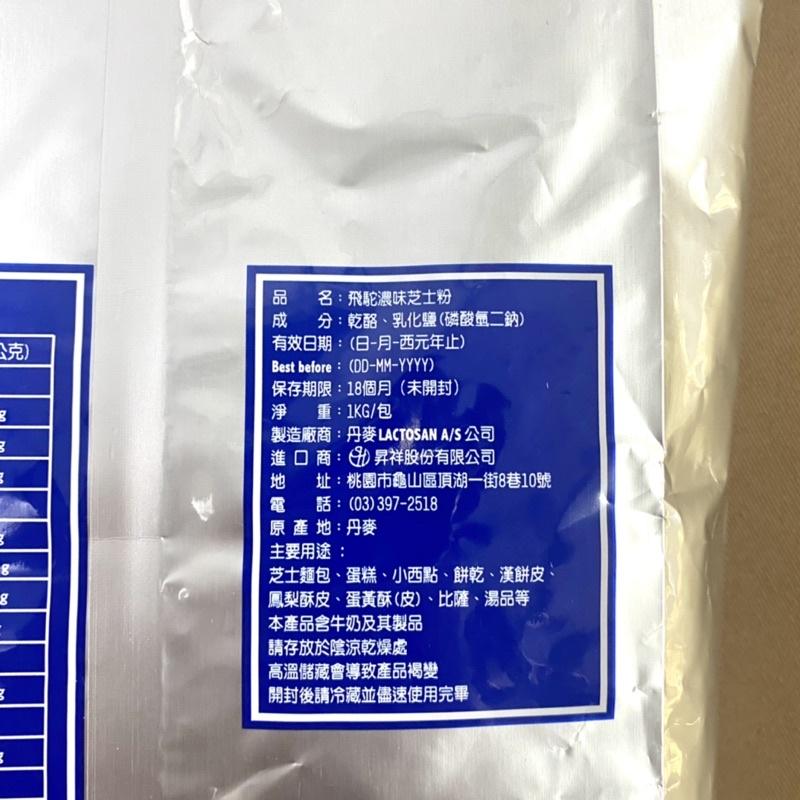 公克)
g
g
g
g
g
g
g
g
g
品 名：飛駝濃味芝士粉
成 分：乾酪、乳化鹽(磷酸氫二鈉)
有效日期：(日-月-西元年止)
Best before：(DD-MM-YYYY)
保存期限：18個月（未開封）
淨 重：1KG/包
製造廠商：丹麥LACTOSAN A/S公司
進口商：昇祥股份有限公司
地 址：桃園市龜山區頂湖一街8巷10號
電 話：(03)397-2518
原產地：丹麥
主要用途：
芝士麵包、蛋糕、小西點、餅乾、漢餅皮、
鳳梨酥皮、蛋黃酥(皮)、比薩、湯品等
本產品含牛奶及其製品
請存放於陰涼乾燥處
高溫儲藏會導致產品褐變
開封後請冷藏並儘速使用完畢